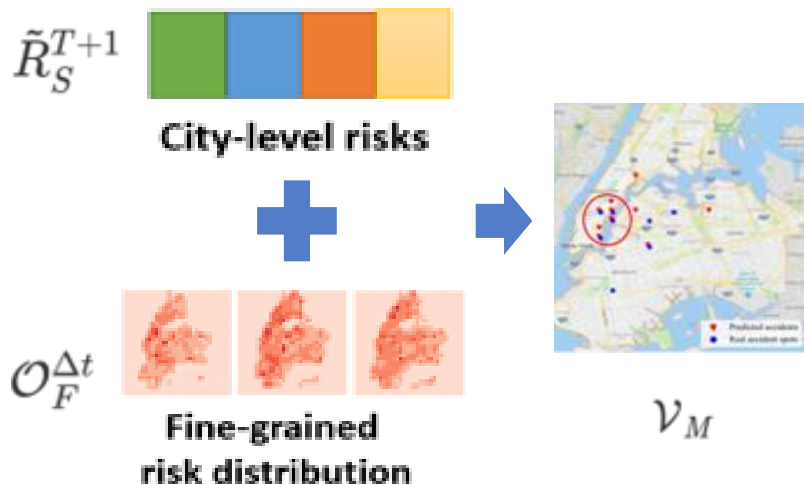 R̃_S^{T+1}
City-level risks
O_F^{Δt}
Fine-grained
risk distribution
Predicted accidents
Real accident spots
V_M